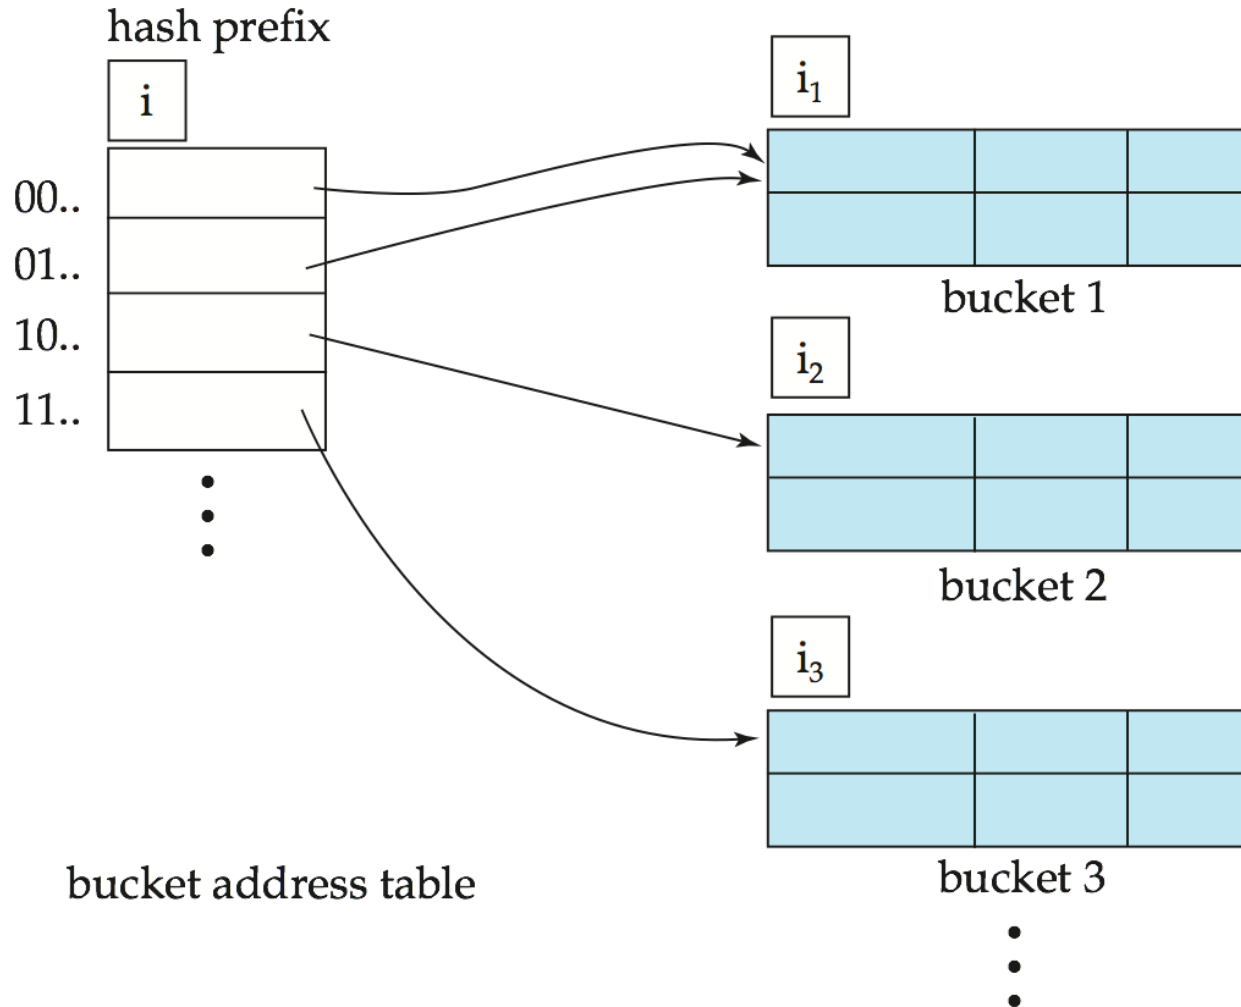 hash prefix
i
00..
01..
10..
11..
bucket address table
i₁
bucket 1
i₂
bucket 2
i₃
bucket 3